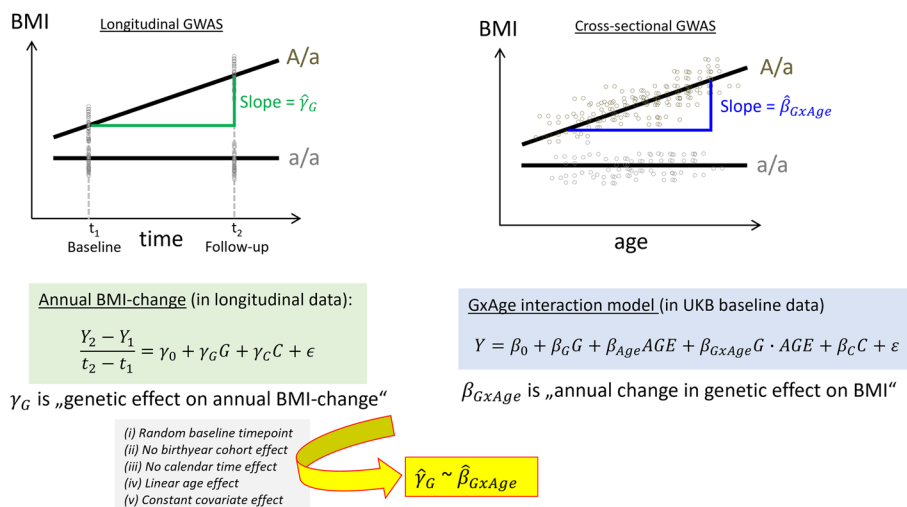 BMI
Longitudinal GWAS
A/a
Slope = γ̂_G
a/a
t₁
Baseline
time
t₂
Follow-up
BMI
Cross-sectional GWAS
A/a
Slope = β̂_GxAge
a/a
age
Annual BMI-change (in longitudinal data):
(Y₂ − Y₁)/(t₂ − t₁) = γ₀ + γ_G G + γ_C C + ϵ
γ_G is „genetic effect on annual BMI-change“
GxAge interaction model (in UKB baseline data)
Y = β₀ + β_G G + β_Age AGE + β_GxAge G · AGE + β_C C + ε
β_GxAge is „annual change in genetic effect on BMI“
(i) Random baseline timepoint
(ii) No birthyear cohort effect
(iii) No calendar time effect
(iv) Linear age effect
(v) Constant covariate effect
γ̂_G ~ β̂_GxAge